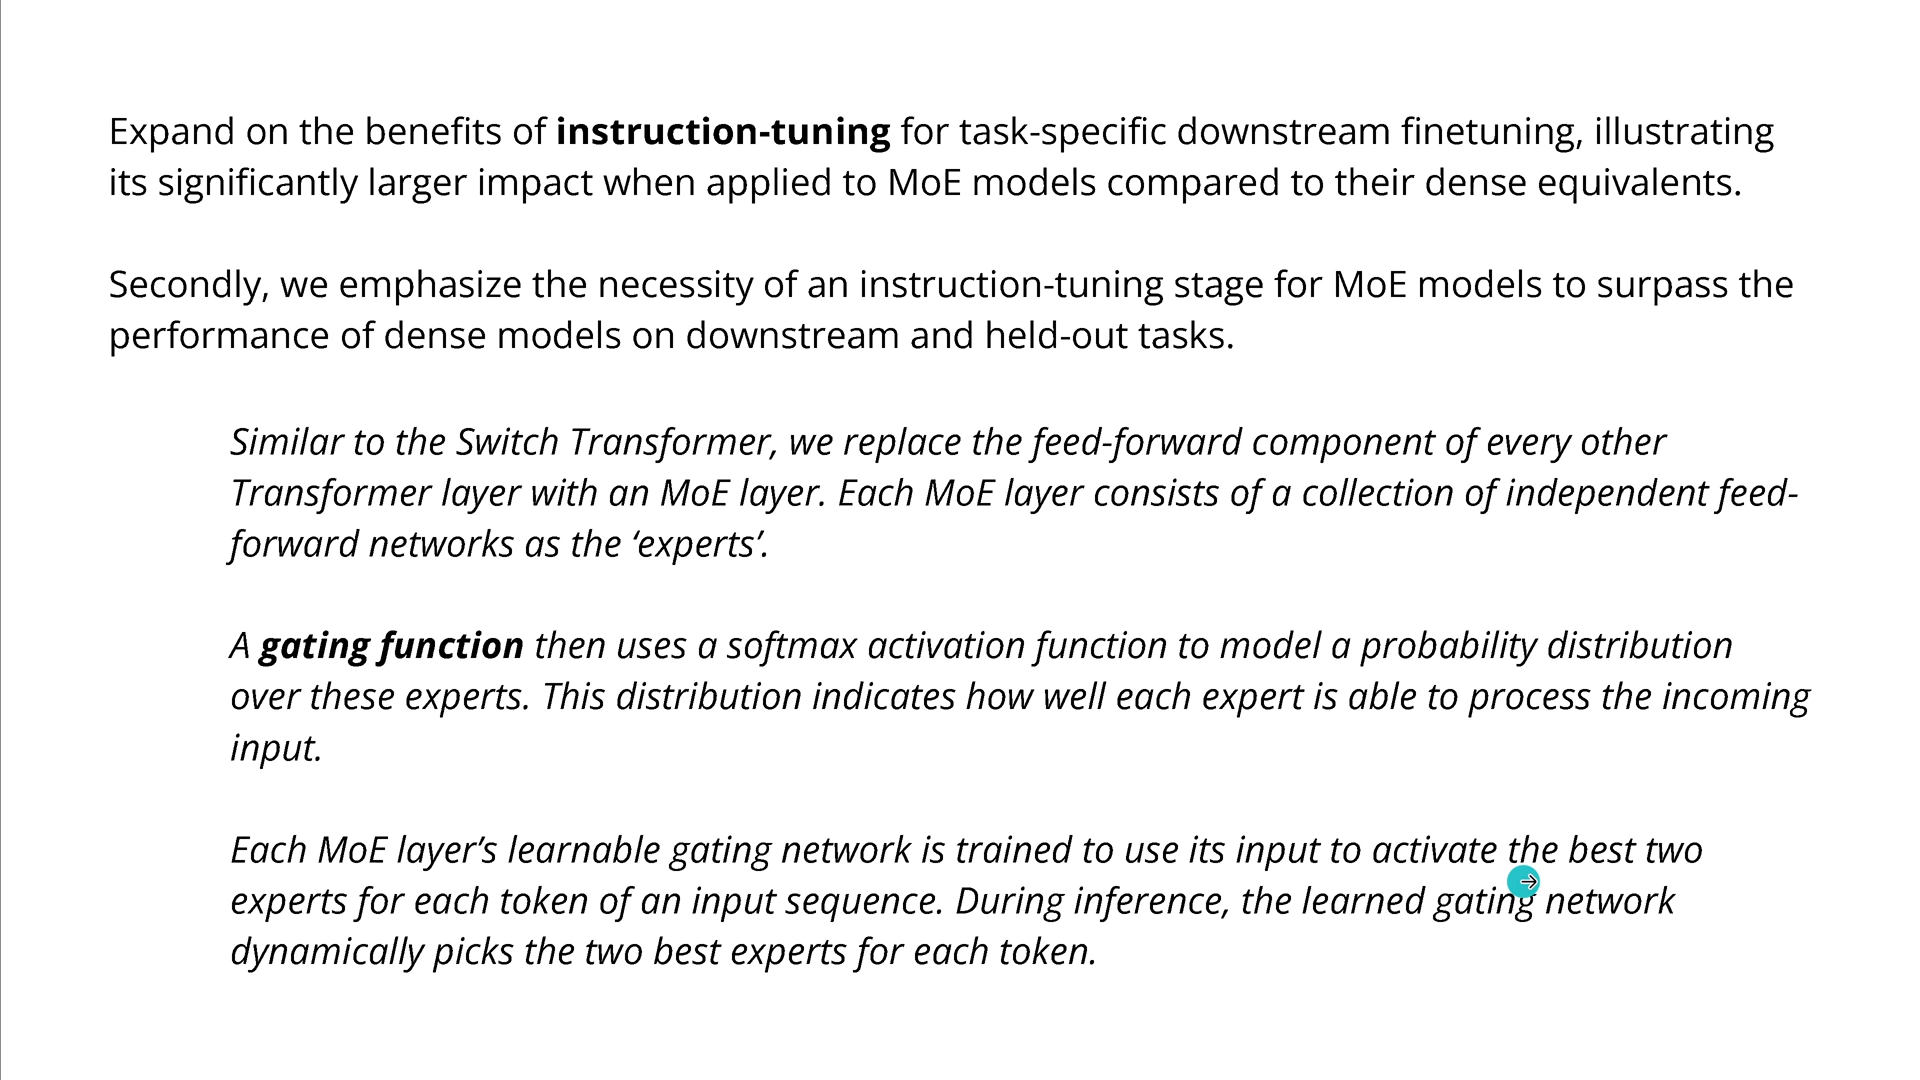 Expand on the benefits of instruction-tuning for task-specific downstream finetuning, illustrating
its significantly larger impact when applied to MoE models compared to their dense equivalents.
Secondly, we emphasize the necessity of an instruction-tuning stage for MoE models to surpass the
performance of dense models on downstream and held-out tasks.
Similar to the Switch Transformer, we replace the feed-forward component of every other
Transformer layer with an MoE layer. Each MoE layer consists of a collection of independent feed-
forward networks as the ‘experts’.
A gating function then uses a softmax activation function to model a probability distribution
over these experts. This distribution indicates how well each expert is able to process the incoming
input.
Each MoE layer’s learnable gating network is trained to use its input to activate the best two
experts for each token of an input sequence. During inference, the learned gating network
dynamically picks the two best experts for each token.